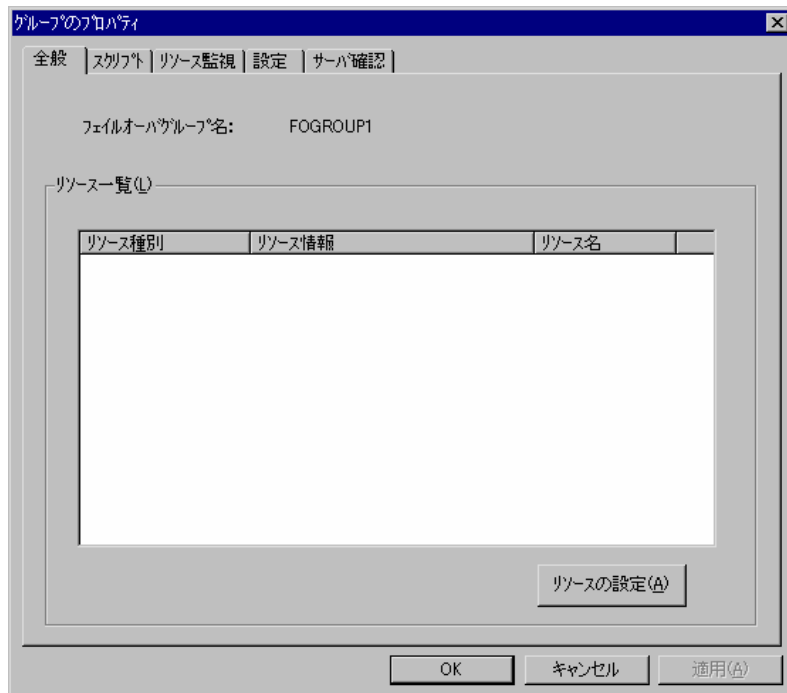 ｸﾞﾙｰﾌﾟのﾌﾟﾛﾊﾟﾃｨ
全般 ｽｸﾘﾌﾟﾄ ﾘｿｰｽ監視 設定 ｻｰﾊﾞ確認
ﾌｪｲﾙｵｰﾊﾞｸﾞﾙｰﾌﾟ名: FOGROUP1
ﾘｿｰｽ一覧(L)
ﾘｿｰｽ種別 ﾘｿｰｽ情報 ﾘｿｰｽ名
ﾘｿｰｽの設定(A)
OK キャンセル 適用(A)